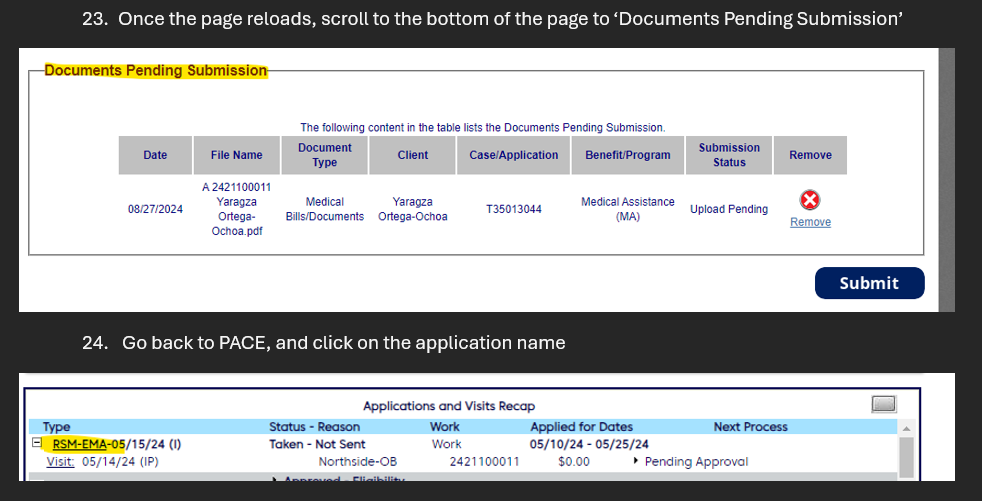 23. Once the page reloads, scroll to the bottom of the page to ‘Documents Pending Submission’
Documents Pending Submission
The following content in the table lists the Documents Pending Submission.
Date File Name Document Type Client Case/Application Benefit/Program Submission Status Remove
08/27/2024 A 2421100011 Yaragza Ortega-Ochoa.pdf Medical Bills/Documents Yaragza Ortega-Ochoa T35013044 Medical Assistance (MA) Upload Pending Remove
Submit
24. Go back to PACE, and click on the application name
Applications and Visits Recap
Type Status - Reason Work Applied for Dates Next Process
RSM-EMA-05/15/24 (I) Taken - Not Sent Work 05/10/24 - 05/25/24
Visit: 05/14/24 (IP) Northside-OB 2421100011 $0.00 Pending Approval
Approved - Eligibility